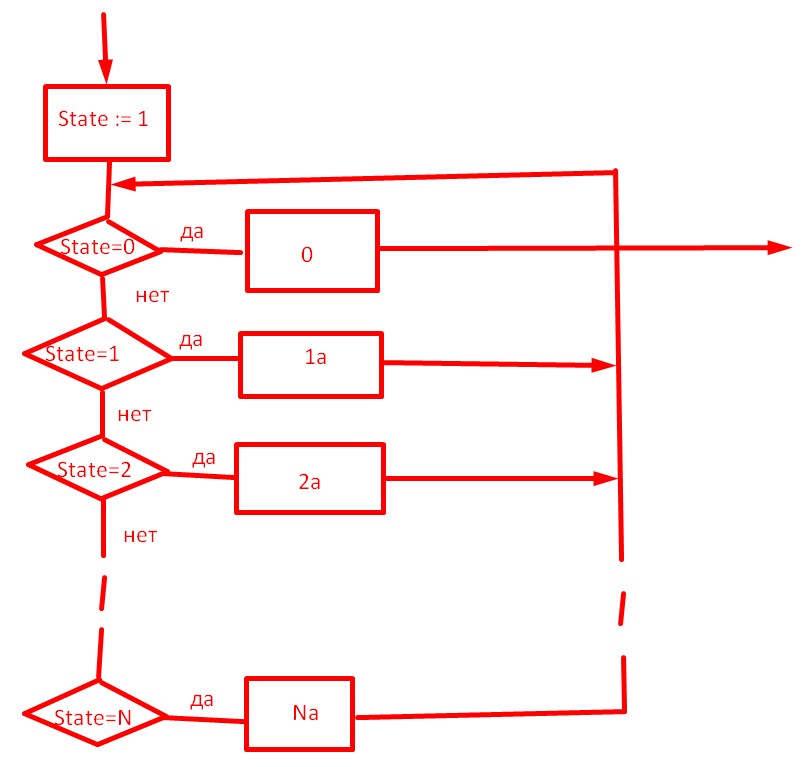 State := 1
State=0
да
0
нет
State=1
да
1a
нет
State=2
да
2a
нет
State=N
да
Na